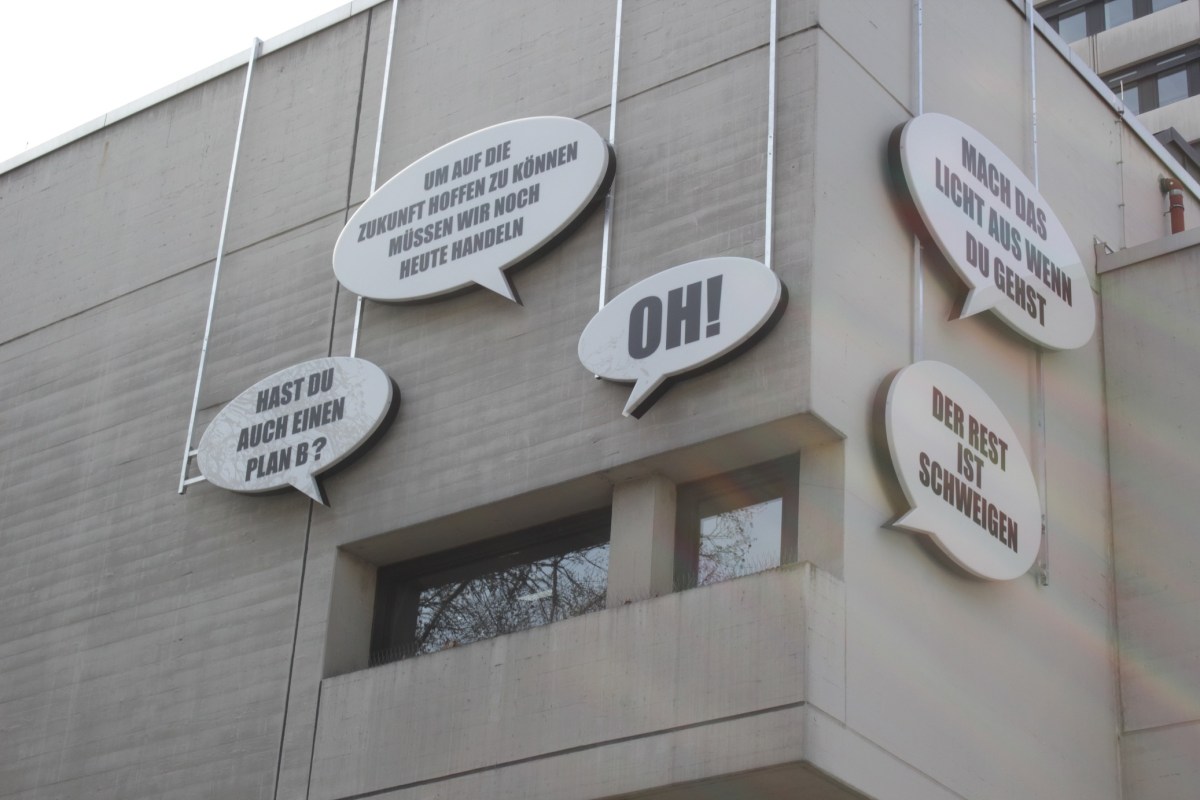 UM AUF DIE
ZUKUNFT HOFFEN ZU KÖNNEN
MÜSSEN WIR NOCH
HEUTE HANDELN
HAST DU
AUCH EINEN
PLAN B?
OH!
MACH DAS
LICHT AUS WENN
DU GEHST
DER REST
IST
SCHWEIGEN